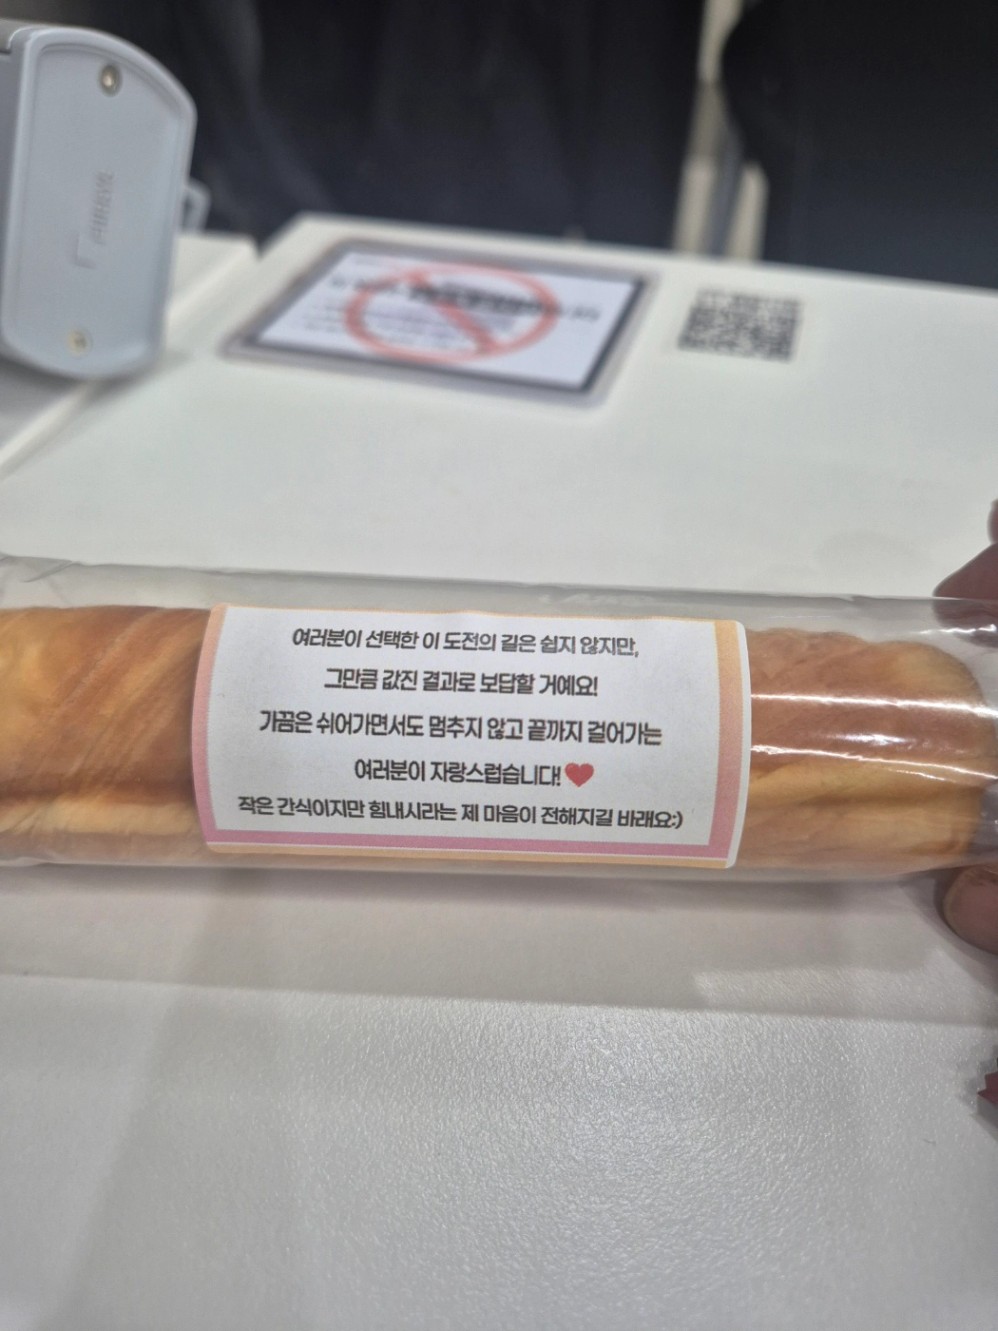 여러분이 선택한 이 도전의 길은 쉽지 않지만,
그만큼 값진 결과로 보답할 거예요!
가끔은 쉬어가면서도 멈추지 않고 끝까지 걸어가는
여러분이 자랑스럽습니다!❤
작은 간식이지만 힘내시라는 제 마음이 전해지길 바래요:)